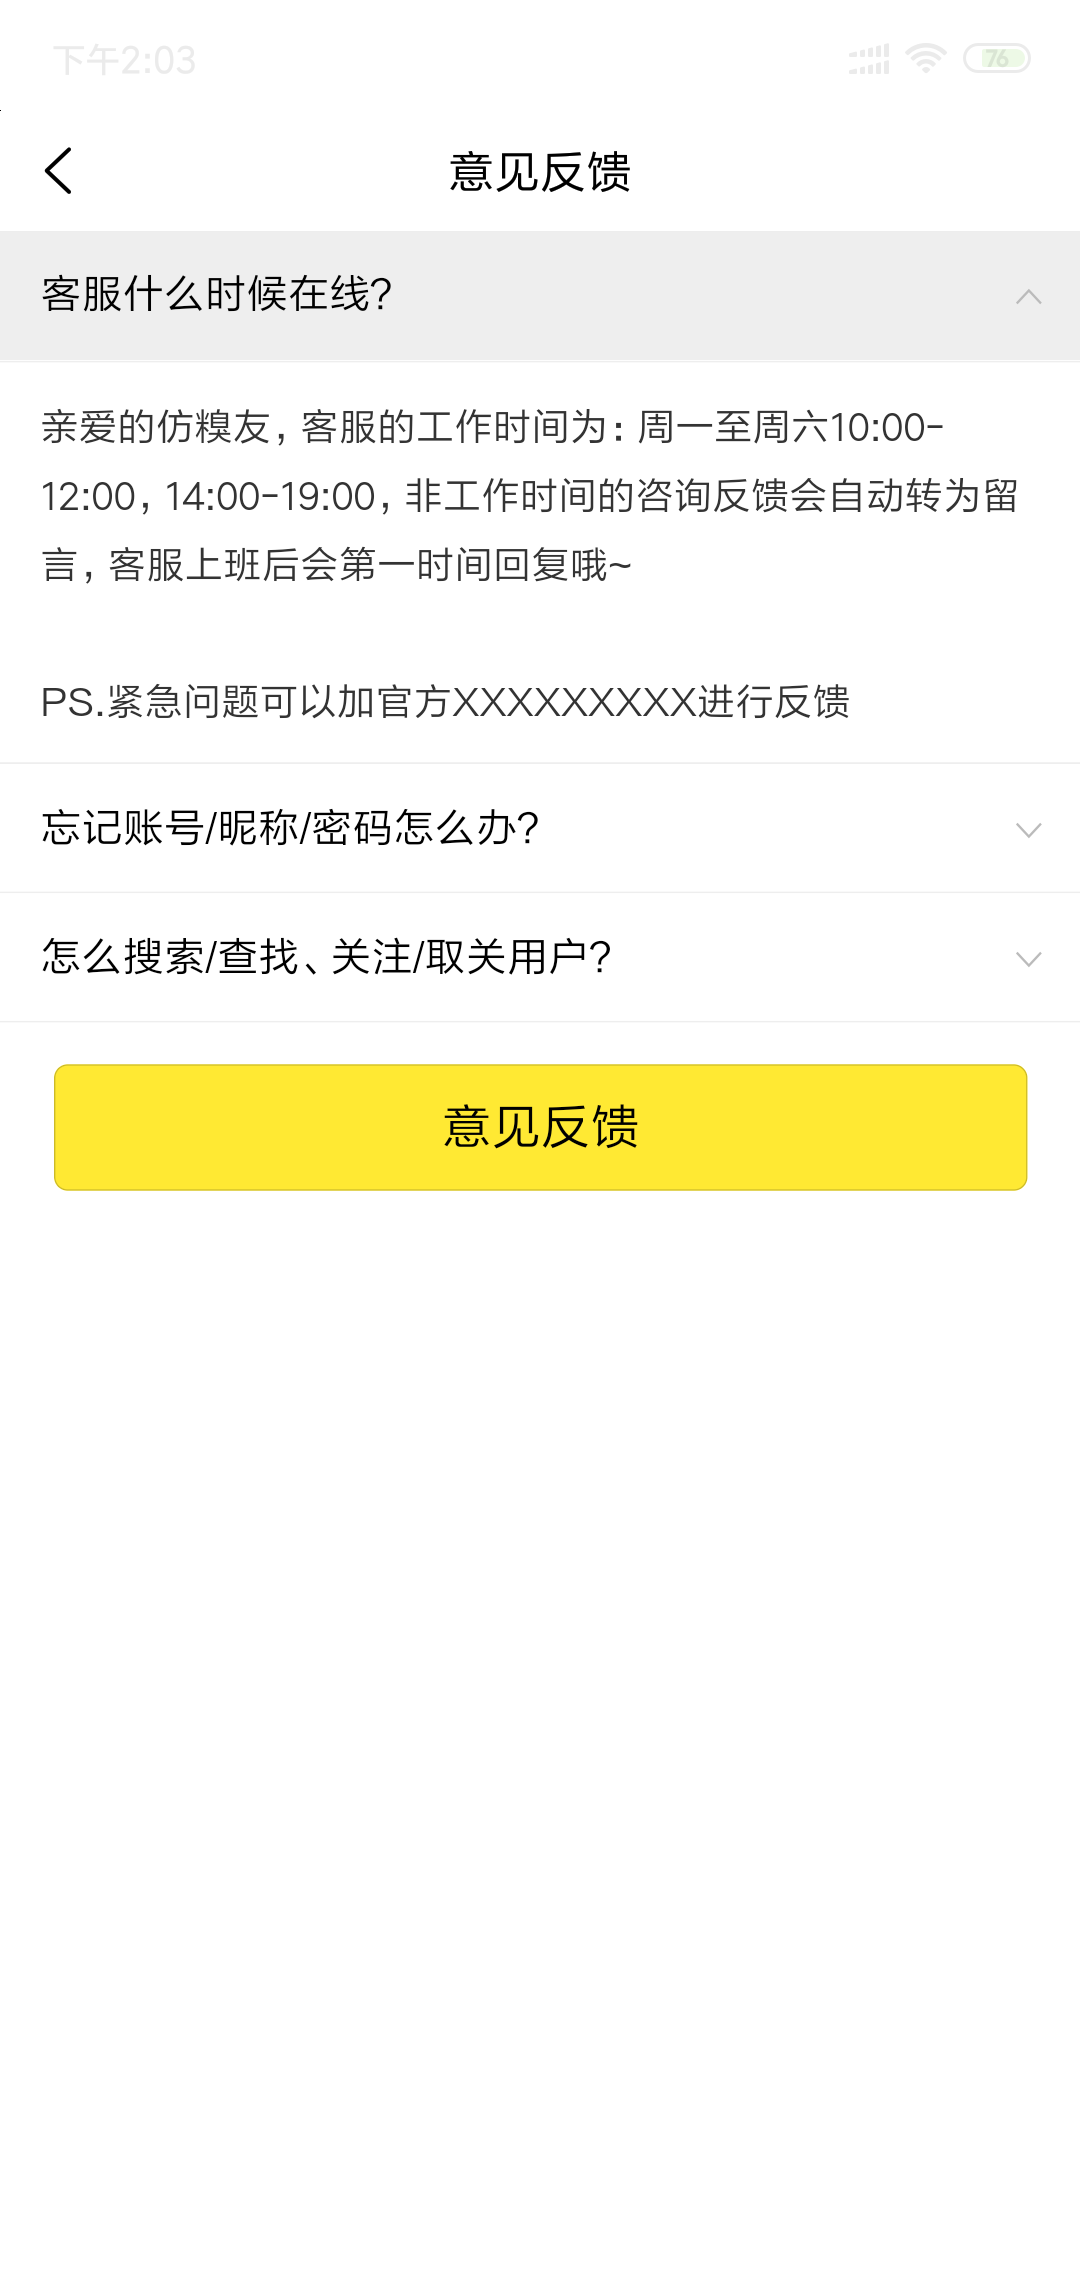 下午2:03
76
意见反馈
客服什么时候在线?
亲爱的仿糗友，客服的工作时间为：周一至周六10:00-
12:00，14:00-19:00，非工作时间的咨询反馈会自动转为留
言，客服上班后会第一时间回复哦~
PS.紧急问题可以加官方XXXXXXXXX进行反馈
忘记账号/昵称/密码怎么办?
怎么搜索/查找、关注/取关用户?
意见反馈